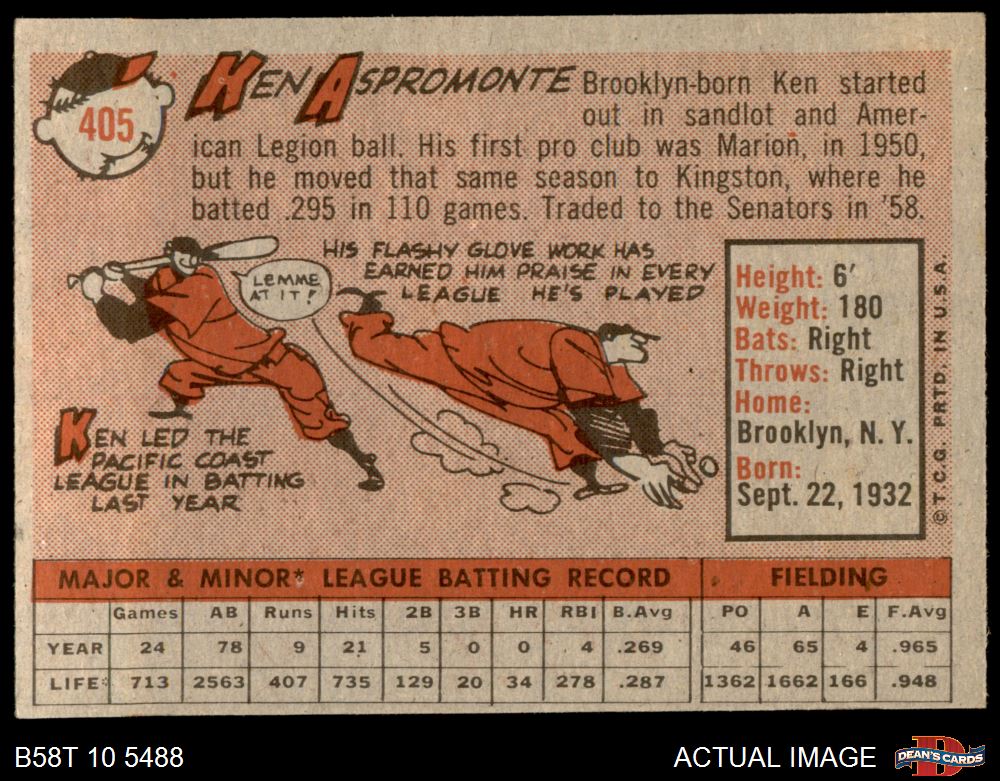 405
KEN ASPROMONTE Brooklyn-born Ken started
out in sandlot and Amer-
ican Legion ball. His first pro club was Marion, in 1950,
but he moved that same season to Kingston, where he
batted .295 in 110 games. Traded to the Senators in '58.
HIS FLASHY GLOVE WORK HAS
EARNED HIM PRAISE IN EVERY
LEAGUE HE'S PLAYED
LEMME
AT IT!
KEN LED THE
PACIFIC COAST
LEAGUE IN BATTING
LAST YEAR
Height: 6'
Weight: 180
Bats: Right
Throws: Right
Home:
Brooklyn, N. Y.
Born:
Sept. 22, 1932
© T.C.G. PRTD. IN U.S.A.
MAJOR & MINOR* LEAGUE BATTING RECORD FIELDING
Games AB Runs Hits 2B 3B HR RBI B.Avg PO A E F.Avg
YEAR 24 78 9 21 5 0 0 4 .269 46 65 4 .965
LIFE* 713 2563 407 735 129 20 34 278 .287 1362 1662 166 .948
B58T 10 5488 ACTUAL IMAGE D DEAN'S CARDS